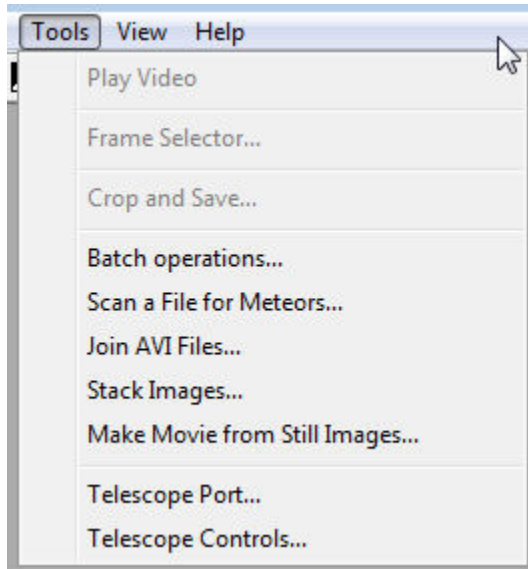 Tools View Help
Play Video
Frame Selector...
Crop and Save...
Batch operations...
Scan a File for Meteors...
Join AVI Files...
Stack Images...
Make Movie from Still Images...
Telescope Port...
Telescope Controls...